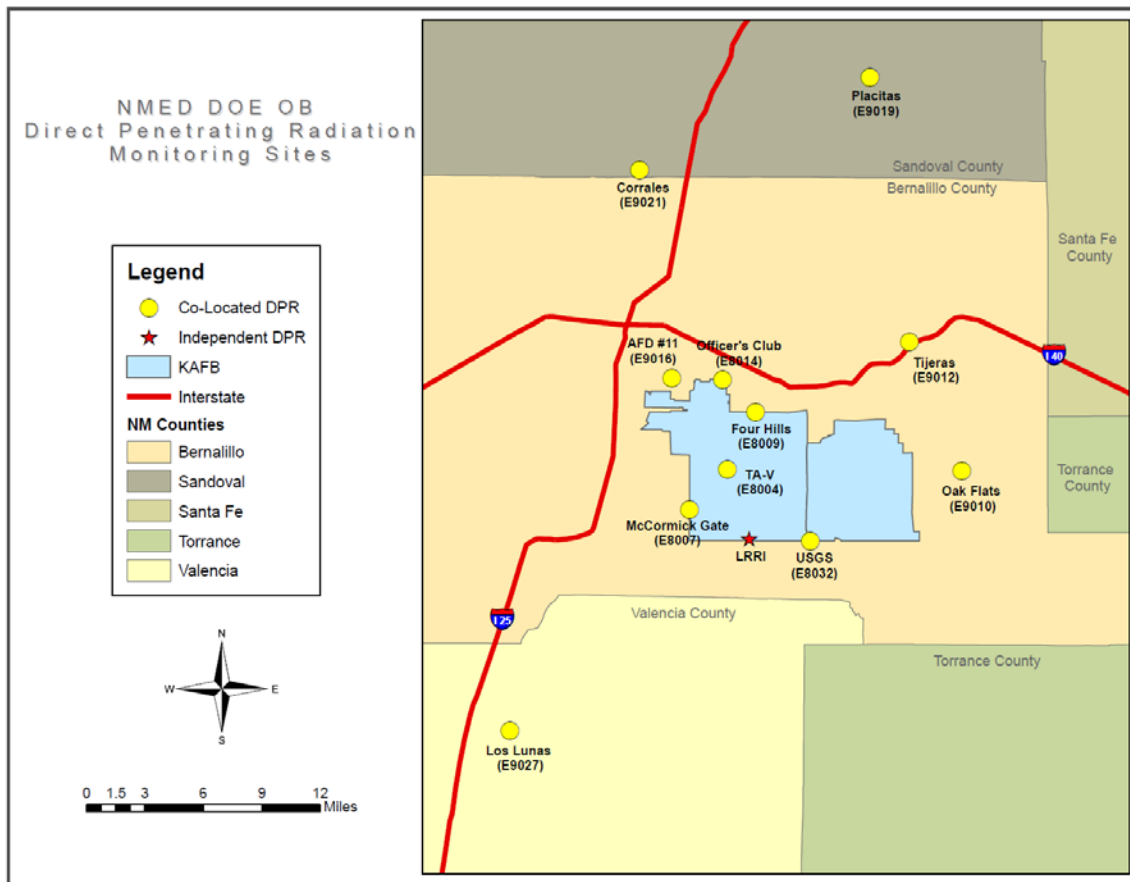 NMED DOE OB
Direct Penetrating Radiation
Monitoring Sites
Legend
Co-Located DPR
Independent DPR
KAFB
Interstate
NM Counties
Bernalillo
Sandoval
Santa Fe
Torrance
Valencia
N
W E
S
0 1.5 3 6 9 12
Miles
Placitas
(E9019)
Sandoval County
Bernalillo County
Corrales
(E9021)
Santa Fe
County
AFD #11
(E9016)
Officer's Club
(E8014)
I 40
Tijeras
(E9012)
Four Hills
(E8009)
TA-V
(E8004)
Oak Flats
(E9010)
Torrance
County
McCormick Gate
(E8007)
LRRI
USGS
(E8032)
I 25
Valencia County
Torrance County
Los Lunas
(E9027)